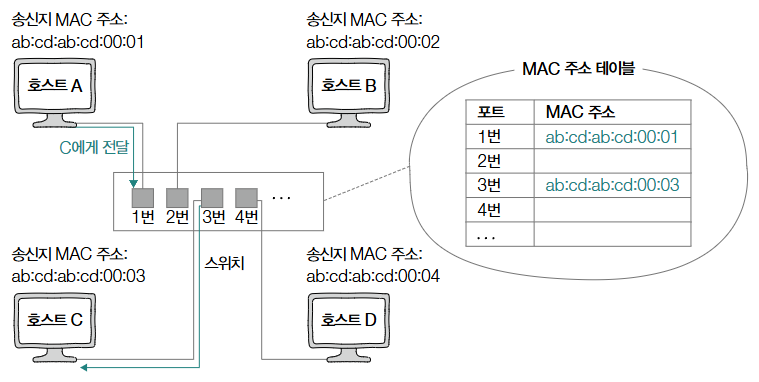 송신지 MAC 주소:
ab:cd:ab:cd:00:01
호스트 A
송신지 MAC 주소:
ab:cd:ab:cd:00:02
호스트 B
C에게 전달
1번 2번 3번 4번 ...
스위치
송신지 MAC 주소:
ab:cd:ab:cd:00:03
호스트 C
송신지 MAC 주소:
ab:cd:ab:cd:00:04
호스트 D
MAC 주소 테이블
포트 MAC 주소
1번 ab:cd:ab:cd:00:01
2번
3번 ab:cd:ab:cd:00:03
4번
...